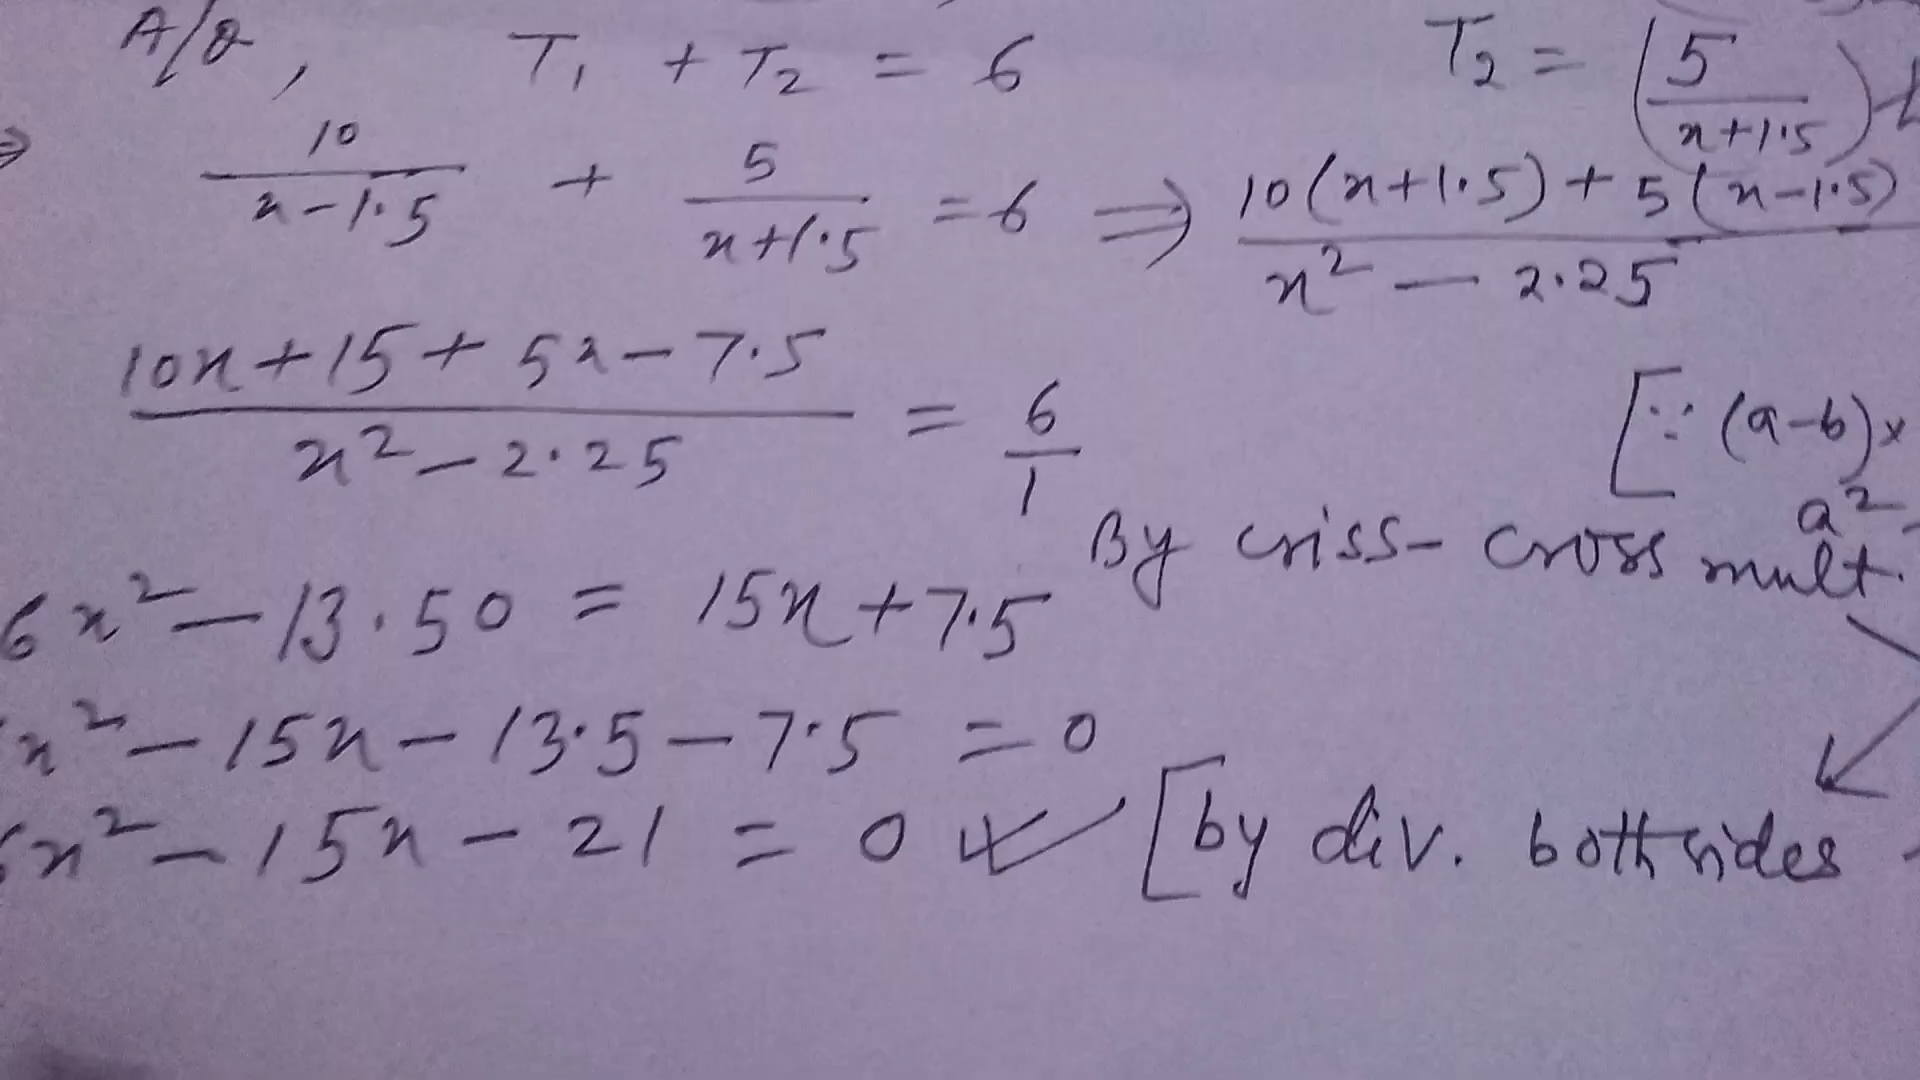 A/Q, T₁ + T₂ = 6
T₂ = (5/(x+1.5))
⇒ 10/(x-1.5) + 5/(x+1.5) = 6 ⇒ (10(x+1.5) + 5(x-1.5))/(x² - 2.25)
(10x + 15 + 5x - 7.5)/(x² - 2.25) = 6/1
[∵ (a-b)x
a²
By criss-cross mult.
6x² - 13.50 = 15x + 7.5
x² - 15x - 13.5 - 7.5 = 0
6x² - 15x - 21 = 0 [by div. both sides